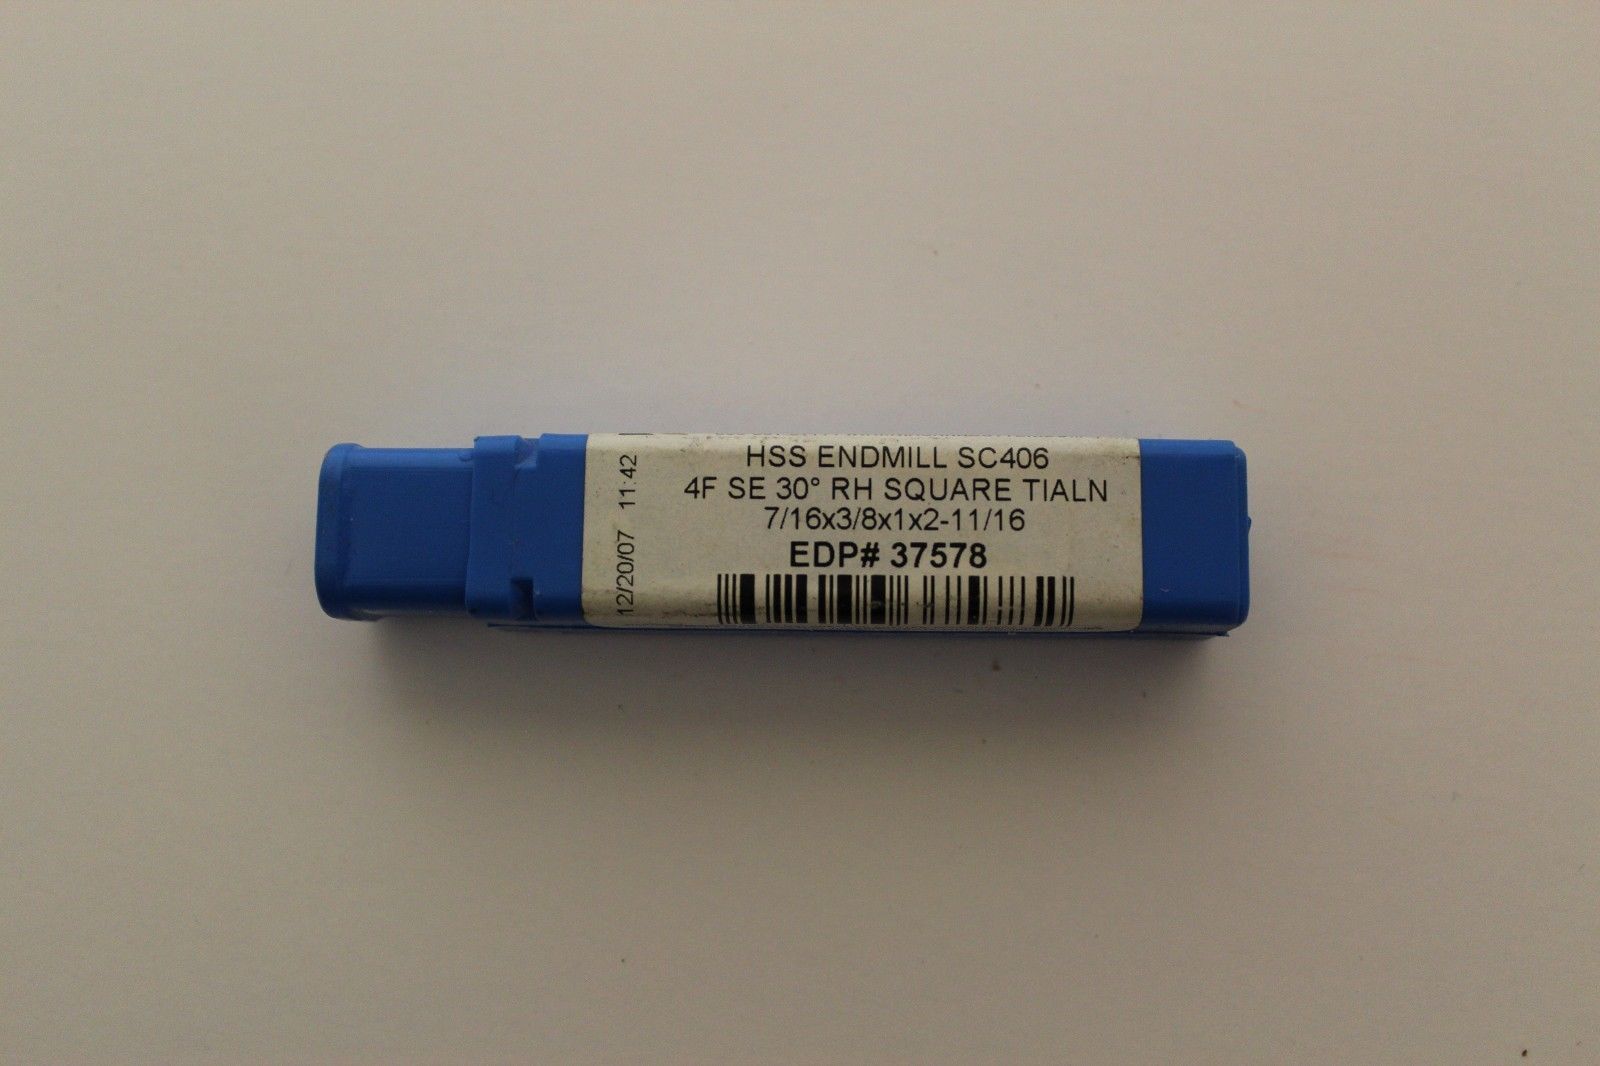 HSS ENDMILL SC406
4F SE 30° RH SQUARE TIALN
7/16x3/8x1x2-11/16
EDP# 37578
12/20/07 11:42